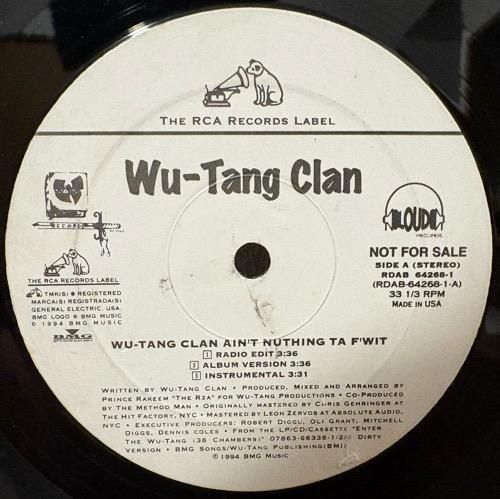 THE RCA RECORDS LABEL
Wu-Tang Clan
RECORDS
LOUD
RECORDS
NOT FOR SALE
SIDE A (STEREO)
RDAB 64268-1
(RDAB-64268-1-A)
33 1/3 RPM
MADE IN USA
THE RCA RECORDS LABEL
TMK(S) ® REGISTERED
MARCA(S) REGISTRADA(S)
GENERAL ELECTRIC, USA.
BMG LOGO ® BMG MUSIC
© 1994 BMG MUSIC
BMG
WU-TANG CLAN AIN'T NUTHING TA F'WIT
1 RADIO EDIT 3:36
2 ALBUM VERSION 3:36
3 INSTRUMENTAL 3:31
WRITTEN BY WU-TANG CLAN • PRODUCED, MIXED AND ARRANGED BY
PRINCE RAKEEM "THE RZA" FOR WU-TANG PRODUCTIONS • CO-PRODUCED
BY THE METHOD MAN • ORIGINALLY MASTERED BY CHRIS GEHRINGER AT
THE HIT FACTORY, NYC • MASTERED BY LEON ZERVOS AT ABSOLUTE AUDIO,
NYC • EXECUTIVE PRODUCERS: ROBERT DIGGU, OLI GRANT, MITCHELL
DIGGS, DENNIS COLES • FROM THE LP/CD/CASSETTE "ENTER
THE WU-TANG (36 CHAMBERS)" 07863-66336-1/2/4 DIRTY
VERSION • BMG SONGS/WU-TANG PUBLISHING(BMI)
℗ 1994 BMG MUSIC